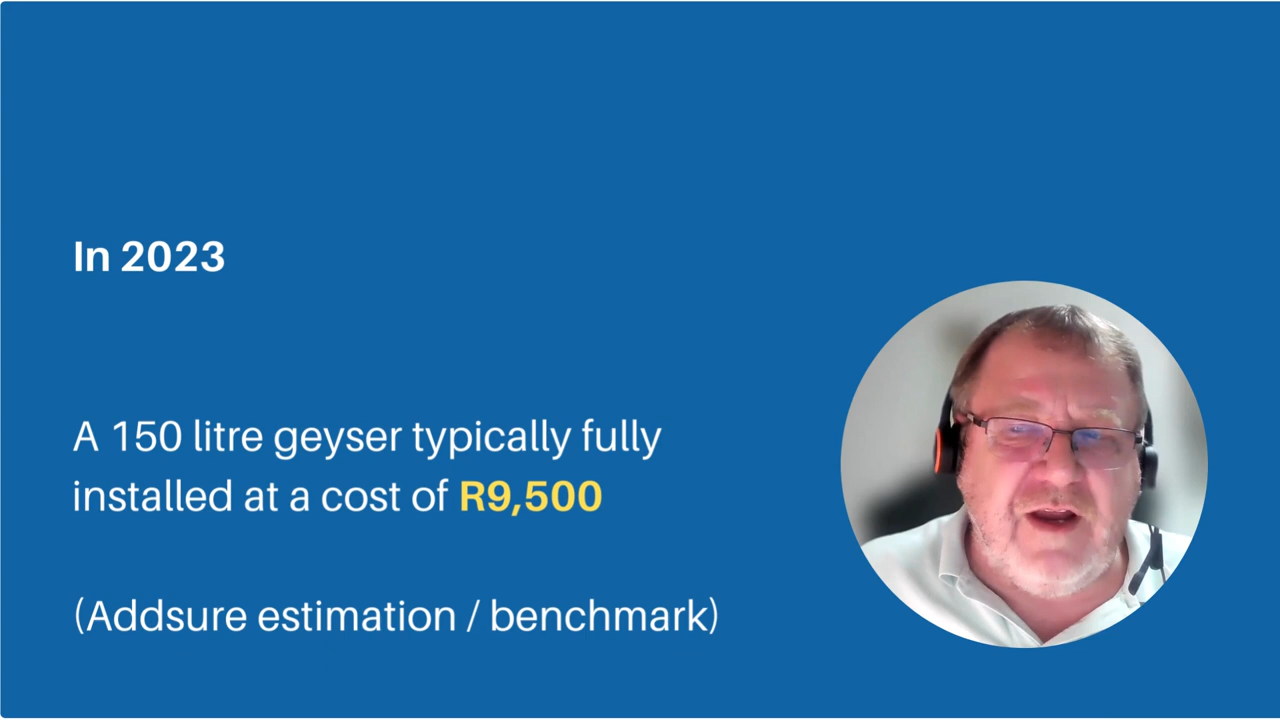 In 2023
A 150 litre geyser typically fully
installed at a cost of R9,500
(Addsure estimation / benchmark)